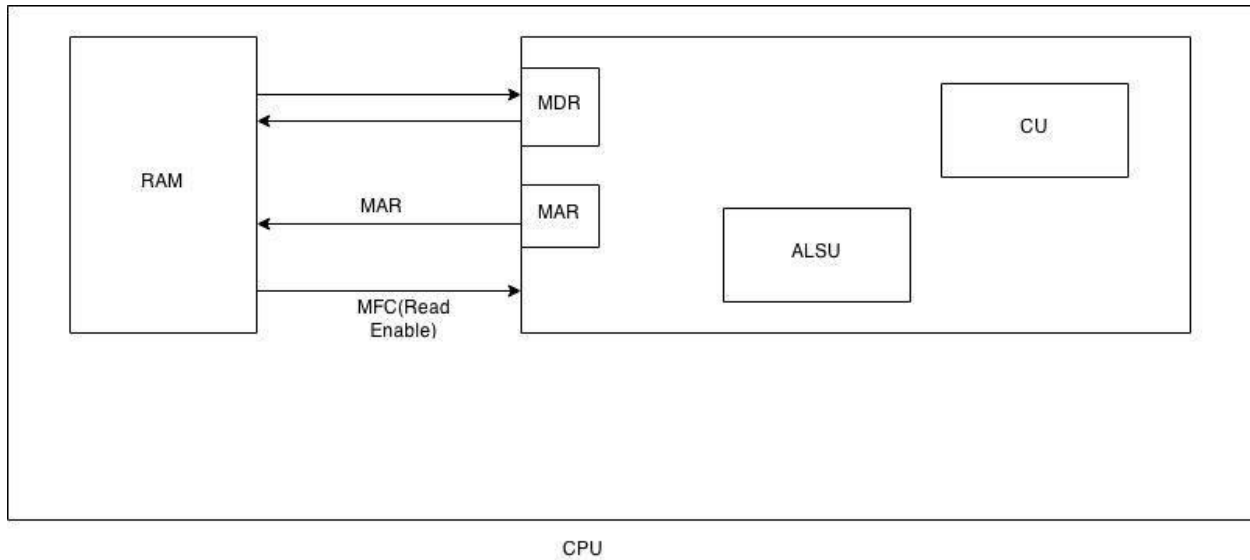 MDR
CU
RAM
MAR
MAR
ALSU
MFC(Read
Enable)
CPU